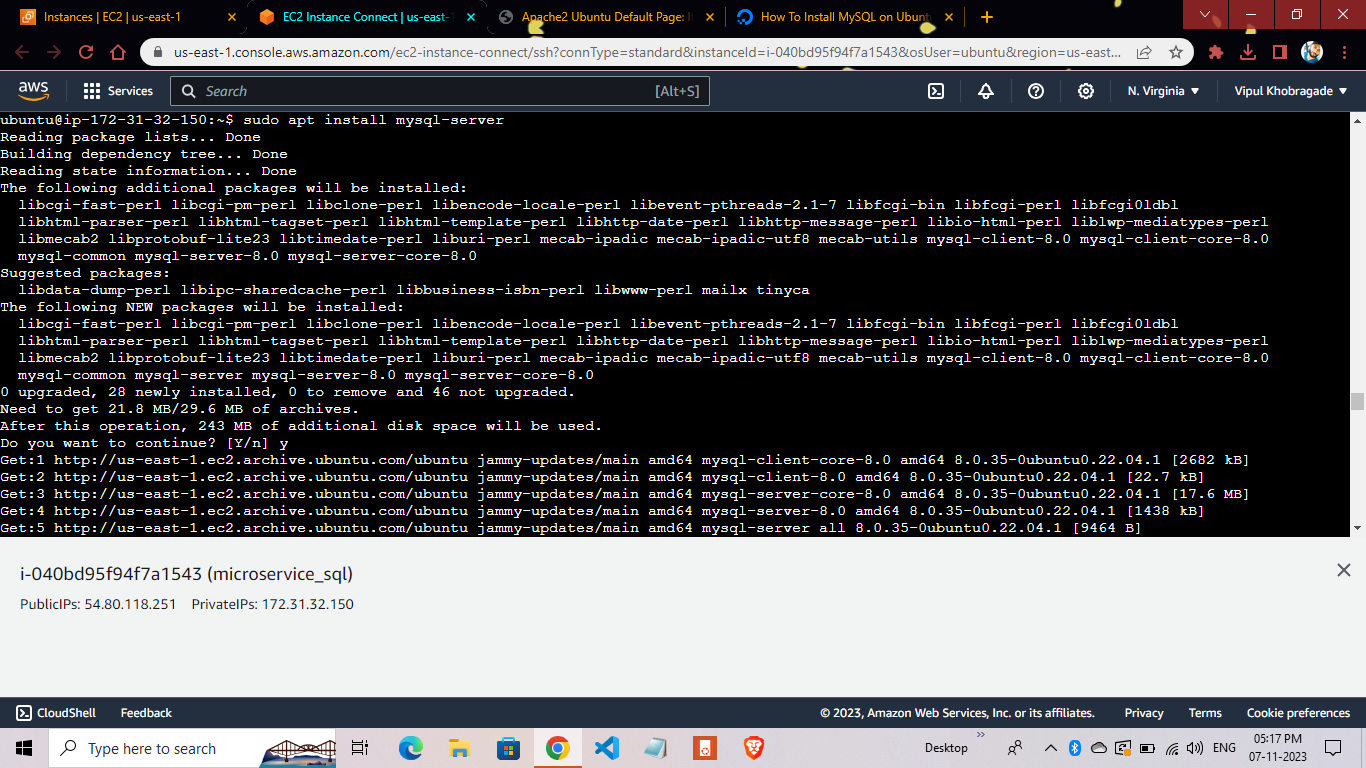 Instances | EC2 | us-east-1
EC2 Instance Connect | us-east-
Apache2 Ubuntu Default Page: I
How To Install MySQL on Ubunt
us-east-1.console.aws.amazon.com/ec2-instance-connect/ssh?connType=standard&instanceId=i-040bd95f94f7a1543&osUser=ubuntu&region=us-east...
aws
Services
Search
[Alt+S]
N. Virginia
Vipul Khobragade
ubuntu@ip-172-31-32-150:~$ sudo apt install mysql-server
Reading package lists... Done
Building dependency tree... Done
Reading state information... Done
The following additional packages will be installed:
libcgi-fast-perl libcgi-pm-perl libclone-perl libencode-locale-perl libevent-pthreads-2.1-7 libfcgi-bin libfcgi-perl libfcgi0ldbl
libhtml-parser-perl libhtml-tagset-perl libhtml-template-perl libhttp-date-perl libhttp-message-perl libio-html-perl liblwp-mediatypes-perl
libmecab2 libprotobuf-lite23 libtimedate-perl liburi-perl mecab-ipadic mecab-ipadic-utf8 mecab-utils mysql-client-8.0 mysql-client-core-8.0
mysql-common mysql-server-8.0 mysql-server-core-8.0
Suggested packages:
libdata-dump-perl libipc-sharedcache-perl libbusiness-isbn-perl libwww-perl mailx tinyca
The following NEW packages will be installed:
libcgi-fast-perl libcgi-pm-perl libclone-perl libencode-locale-perl libevent-pthreads-2.1-7 libfcgi-bin libfcgi-perl libfcgi0ldbl
libhtml-parser-perl libhtml-tagset-perl libhtml-template-perl libhttp-date-perl libhttp-message-perl libio-html-perl liblwp-mediatypes-perl
libmecab2 libprotobuf-lite23 libtimedate-perl liburi-perl mecab-ipadic mecab-ipadic-utf8 mecab-utils mysql-client-8.0 mysql-client-core-8.0
mysql-common mysql-server mysql-server-8.0 mysql-server-core-8.0
0 upgraded, 28 newly installed, 0 to remove and 46 not upgraded.
Need to get 21.8 MB/29.6 MB of archives.
After this operation, 243 MB of additional disk space will be used.
Do you want to continue? [Y/n] y
Get:1 http://us-east-1.ec2.archive.ubuntu.com/ubuntu jammy-updates/main amd64 mysql-client-core-8.0 amd64 8.0.35-0ubuntu0.22.04.1 [2682 kB]
Get:2 http://us-east-1.ec2.archive.ubuntu.com/ubuntu jammy-updates/main amd64 mysql-client-8.0 amd64 8.0.35-0ubuntu0.22.04.1 [22.7 kB]
Get:3 http://us-east-1.ec2.archive.ubuntu.com/ubuntu jammy-updates/main amd64 mysql-server-core-8.0 amd64 8.0.35-0ubuntu0.22.04.1 [17.6 MB]
Get:4 http://us-east-1.ec2.archive.ubuntu.com/ubuntu jammy-updates/main amd64 mysql-server-8.0 amd64 8.0.35-0ubuntu0.22.04.1 [1438 kB]
Get:5 http://us-east-1.ec2.archive.ubuntu.com/ubuntu jammy-updates/main amd64 mysql-server all 8.0.35-0ubuntu0.22.04.1 [9464 B]
i-040bd95f94f7a1543 (microservice_sql)
PublicIPs: 54.80.118.251 PrivateIPs: 172.31.32.150
CloudShell
Feedback
© 2023, Amazon Web Services, Inc. or its affiliates.
Privacy
Terms
Cookie preferences
Type here to search
Desktop
ENG
05:17 PM
07-11-2023